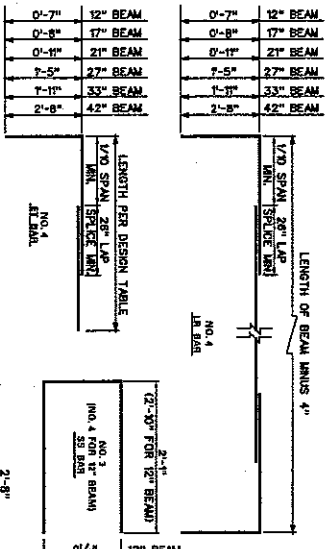 0'-7" 12" BEAM
0'-8" 17" BEAM
0'-11" 21" BEAM
1'-5" 27" BEAM
1'-11" 33" BEAM
2'-8" 42" BEAM
0'-7" 12" BEAM
0'-8" 17" BEAM
0'-11" 21" BEAM
1'-5" 27" BEAM
1'-11" 33" BEAM
2'-8" 42" BEAM
1/10 SPAN 26" LAP
MIN. SPLICE MIN.
LENGTH PER DESIGN TABLE
NO. 4
BAR
1/10 SPAN 26" LAP
MIN. SPLICE MIN.
LENGTH OF BEAM MINUS 4"
NO. 4
LR BAR
2'-1"
(2'-10" FOR 12" BEAM)
NO. 3
(NO. 4 FOR 12" BEAM)
SS BAR
2'-8"
12" BEAM